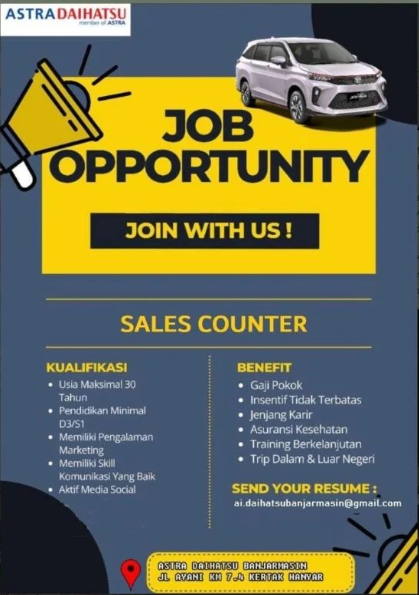 ASTRA DAIHATSU
member of ASTRA
JOB
OPPORTUNITY
JOIN WITH US !
SALES COUNTER
KUALIFIKASI
• Usia Maksimal 30
Tahun
• Pendidikan Minimal
D3/S1
• Memiliki Pengalaman
Marketing
• Memiliki Skill
Komunikasi Yang Baik
• Aktif Media Social
BENEFIT
• Gaji Pokok
• Insentif Tidak Terbatas
• Jenjang Karir
• Asuransi Kesehatan
• Training Berkelanjutan
• Trip Dalam & Luar Negeri
SEND YOUR RESUME :
ai.daihatsubanjarmasin@gmail.com
ASTRA DAIHATSU BANJARMASIN
JL AYANI KM 7.4 KERTAK HANYAR